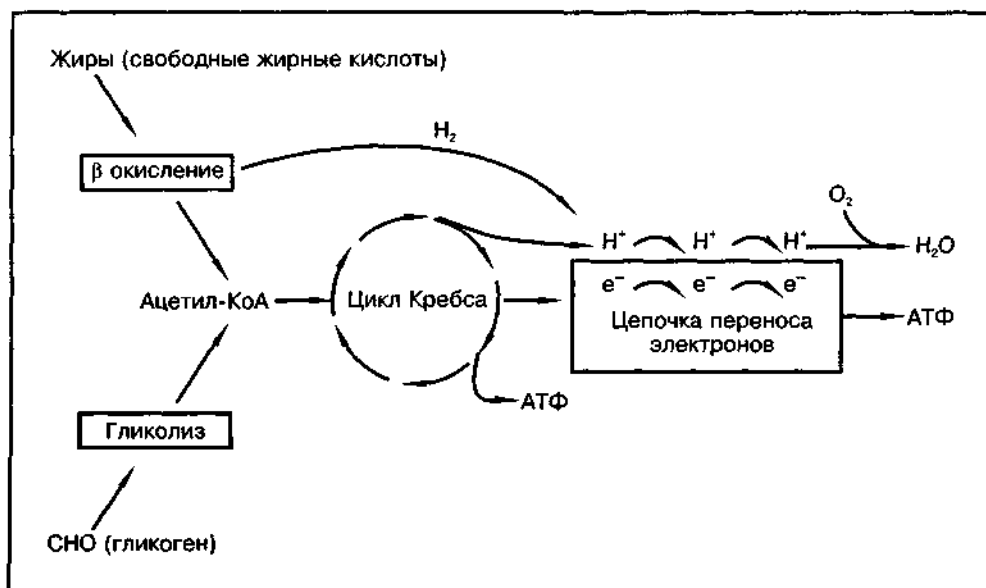 Жиры (свободные жирные кислоты)
H₂
β окисление
O₂
H⁺ H⁺ H⁺ H₂O
e⁻ e⁻ e⁻
Ацетил-КоА Цикл Кребса
Цепочка переноса
электронов
АТФ
АТФ
Гликолиз
СНО (гликоген)